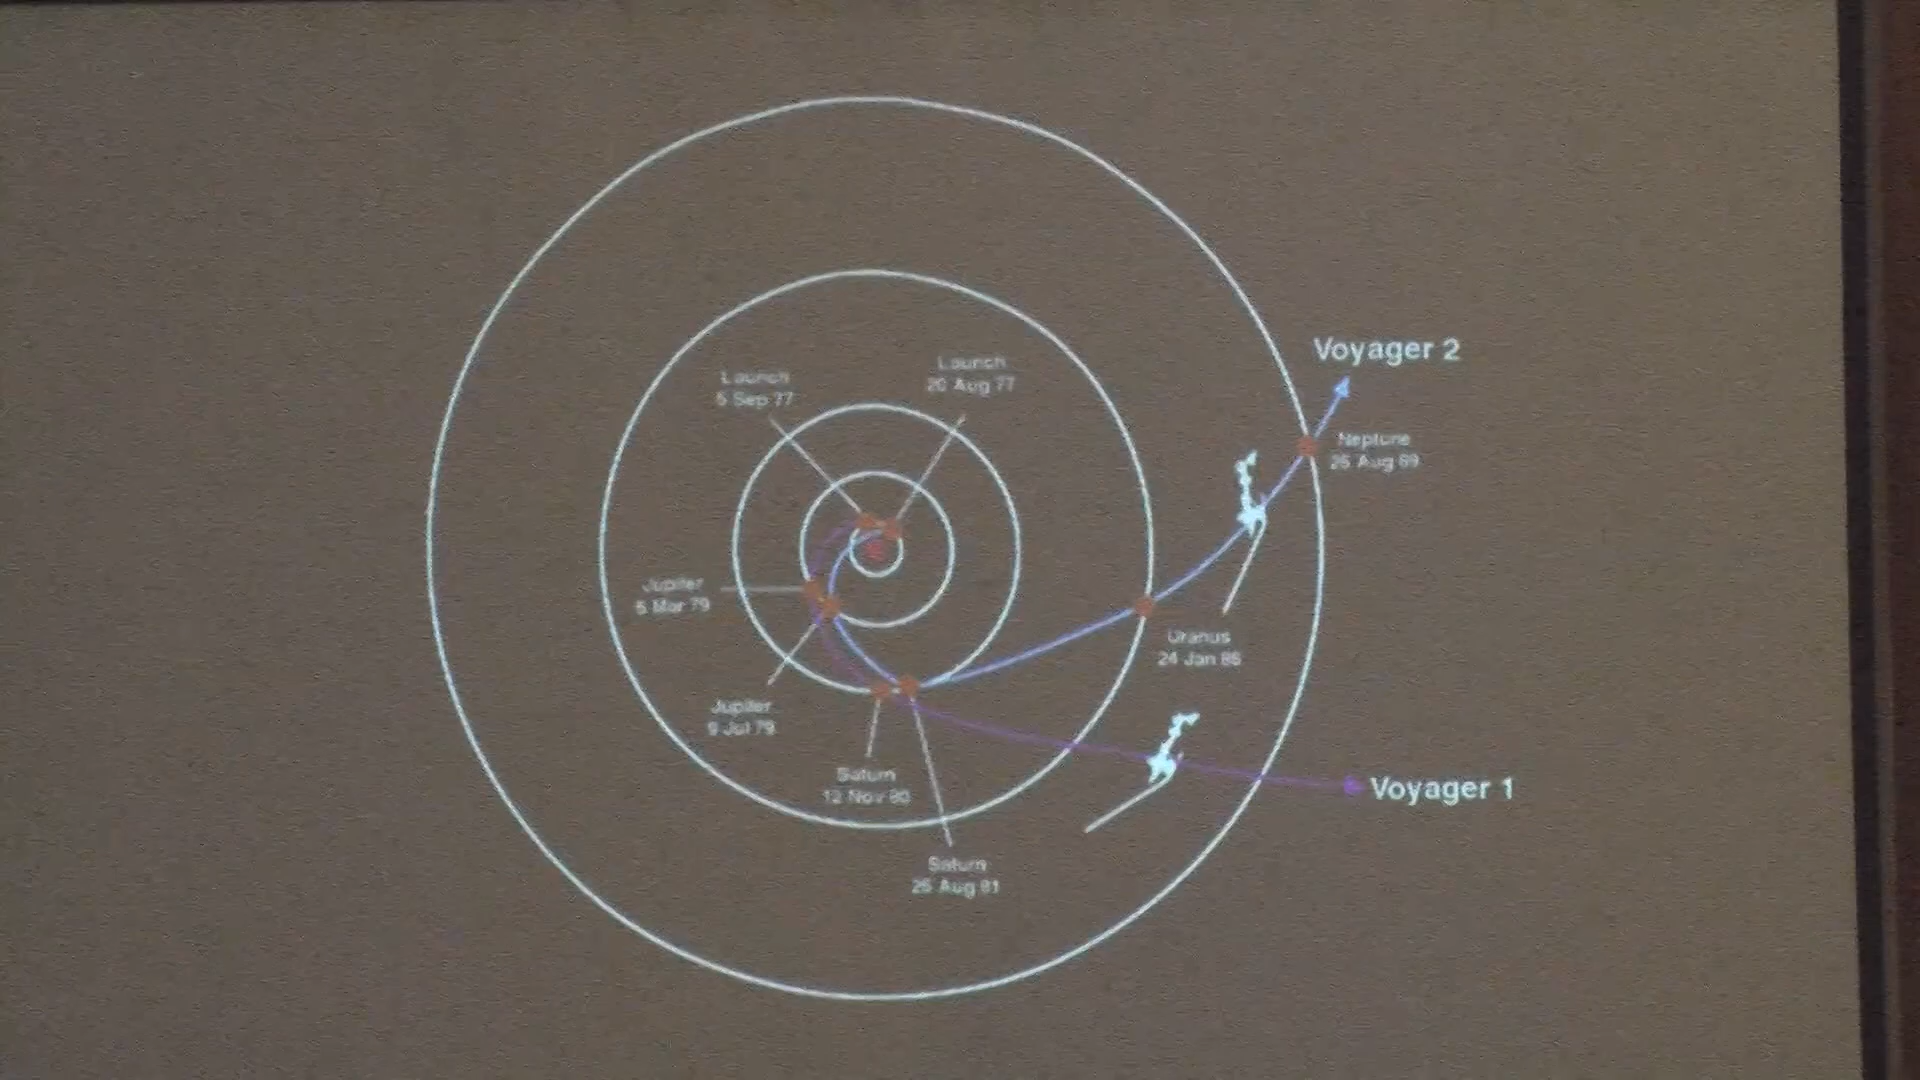 Launch
20 Aug 77
Launch
5 Sep 77
Voyager 2
Neptune
25 Aug 89
Jupiter
5 Mar 79
Uranus
24 Jan 86
Jupiter
9 Jul 79
Saturn
12 Nov 80
Voyager 1
Saturn
25 Aug 81